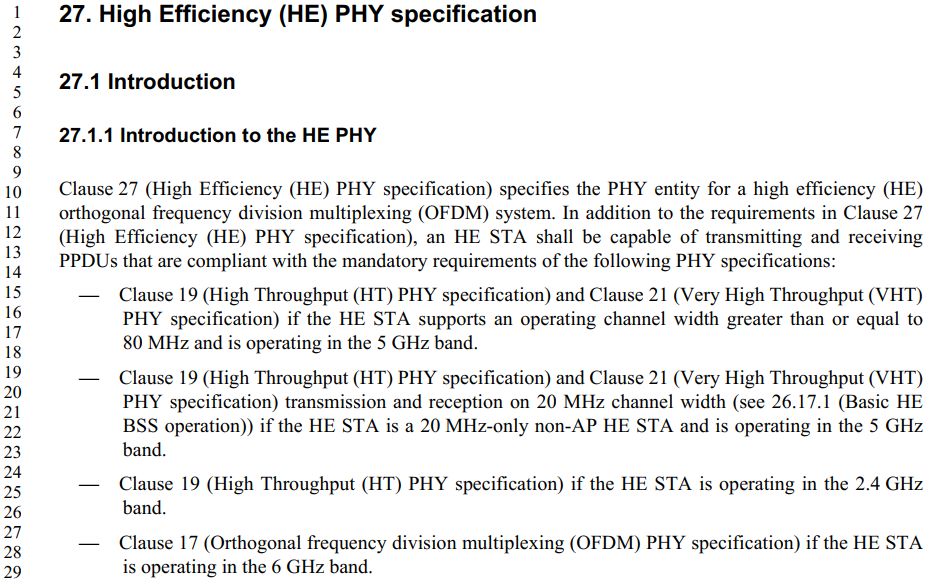 1 27. High Efficiency (HE) PHY specification
2
3
4 27.1 Introduction
5
6
7 27.1.1 Introduction to the HE PHY
8
9
10 Clause 27 (High Efficiency (HE) PHY specification) specifies the PHY entity for a high efficiency (HE)
11 orthogonal frequency division multiplexing (OFDM) system. In addition to the requirements in Clause 27
12 (High Efficiency (HE) PHY specification), an HE STA shall be capable of transmitting and receiving
13 PPDUs that are compliant with the mandatory requirements of the following PHY specifications:
14
15 — Clause 19 (High Throughput (HT) PHY specification) and Clause 21 (Very High Throughput (VHT)
16 PHY specification) if the HE STA supports an operating channel width greater than or equal to
17
18 80 MHz and is operating in the 5 GHz band.
19 — Clause 19 (High Throughput (HT) PHY specification) and Clause 21 (Very High Throughput (VHT)
20 PHY specification) transmission and reception on 20 MHz channel width (see 26.17.1 (Basic HE
21 BSS operation)) if the HE STA is a 20 MHz-only non-AP HE STA and is operating in the 5 GHz
22
23 band.
24
25 — Clause 19 (High Throughput (HT) PHY specification) if the HE STA is operating in the 2.4 GHz
26 band.
27
28 — Clause 17 (Orthogonal frequency division multiplexing (OFDM) PHY specification) if the HE STA
29 is operating in the 6 GHz band.